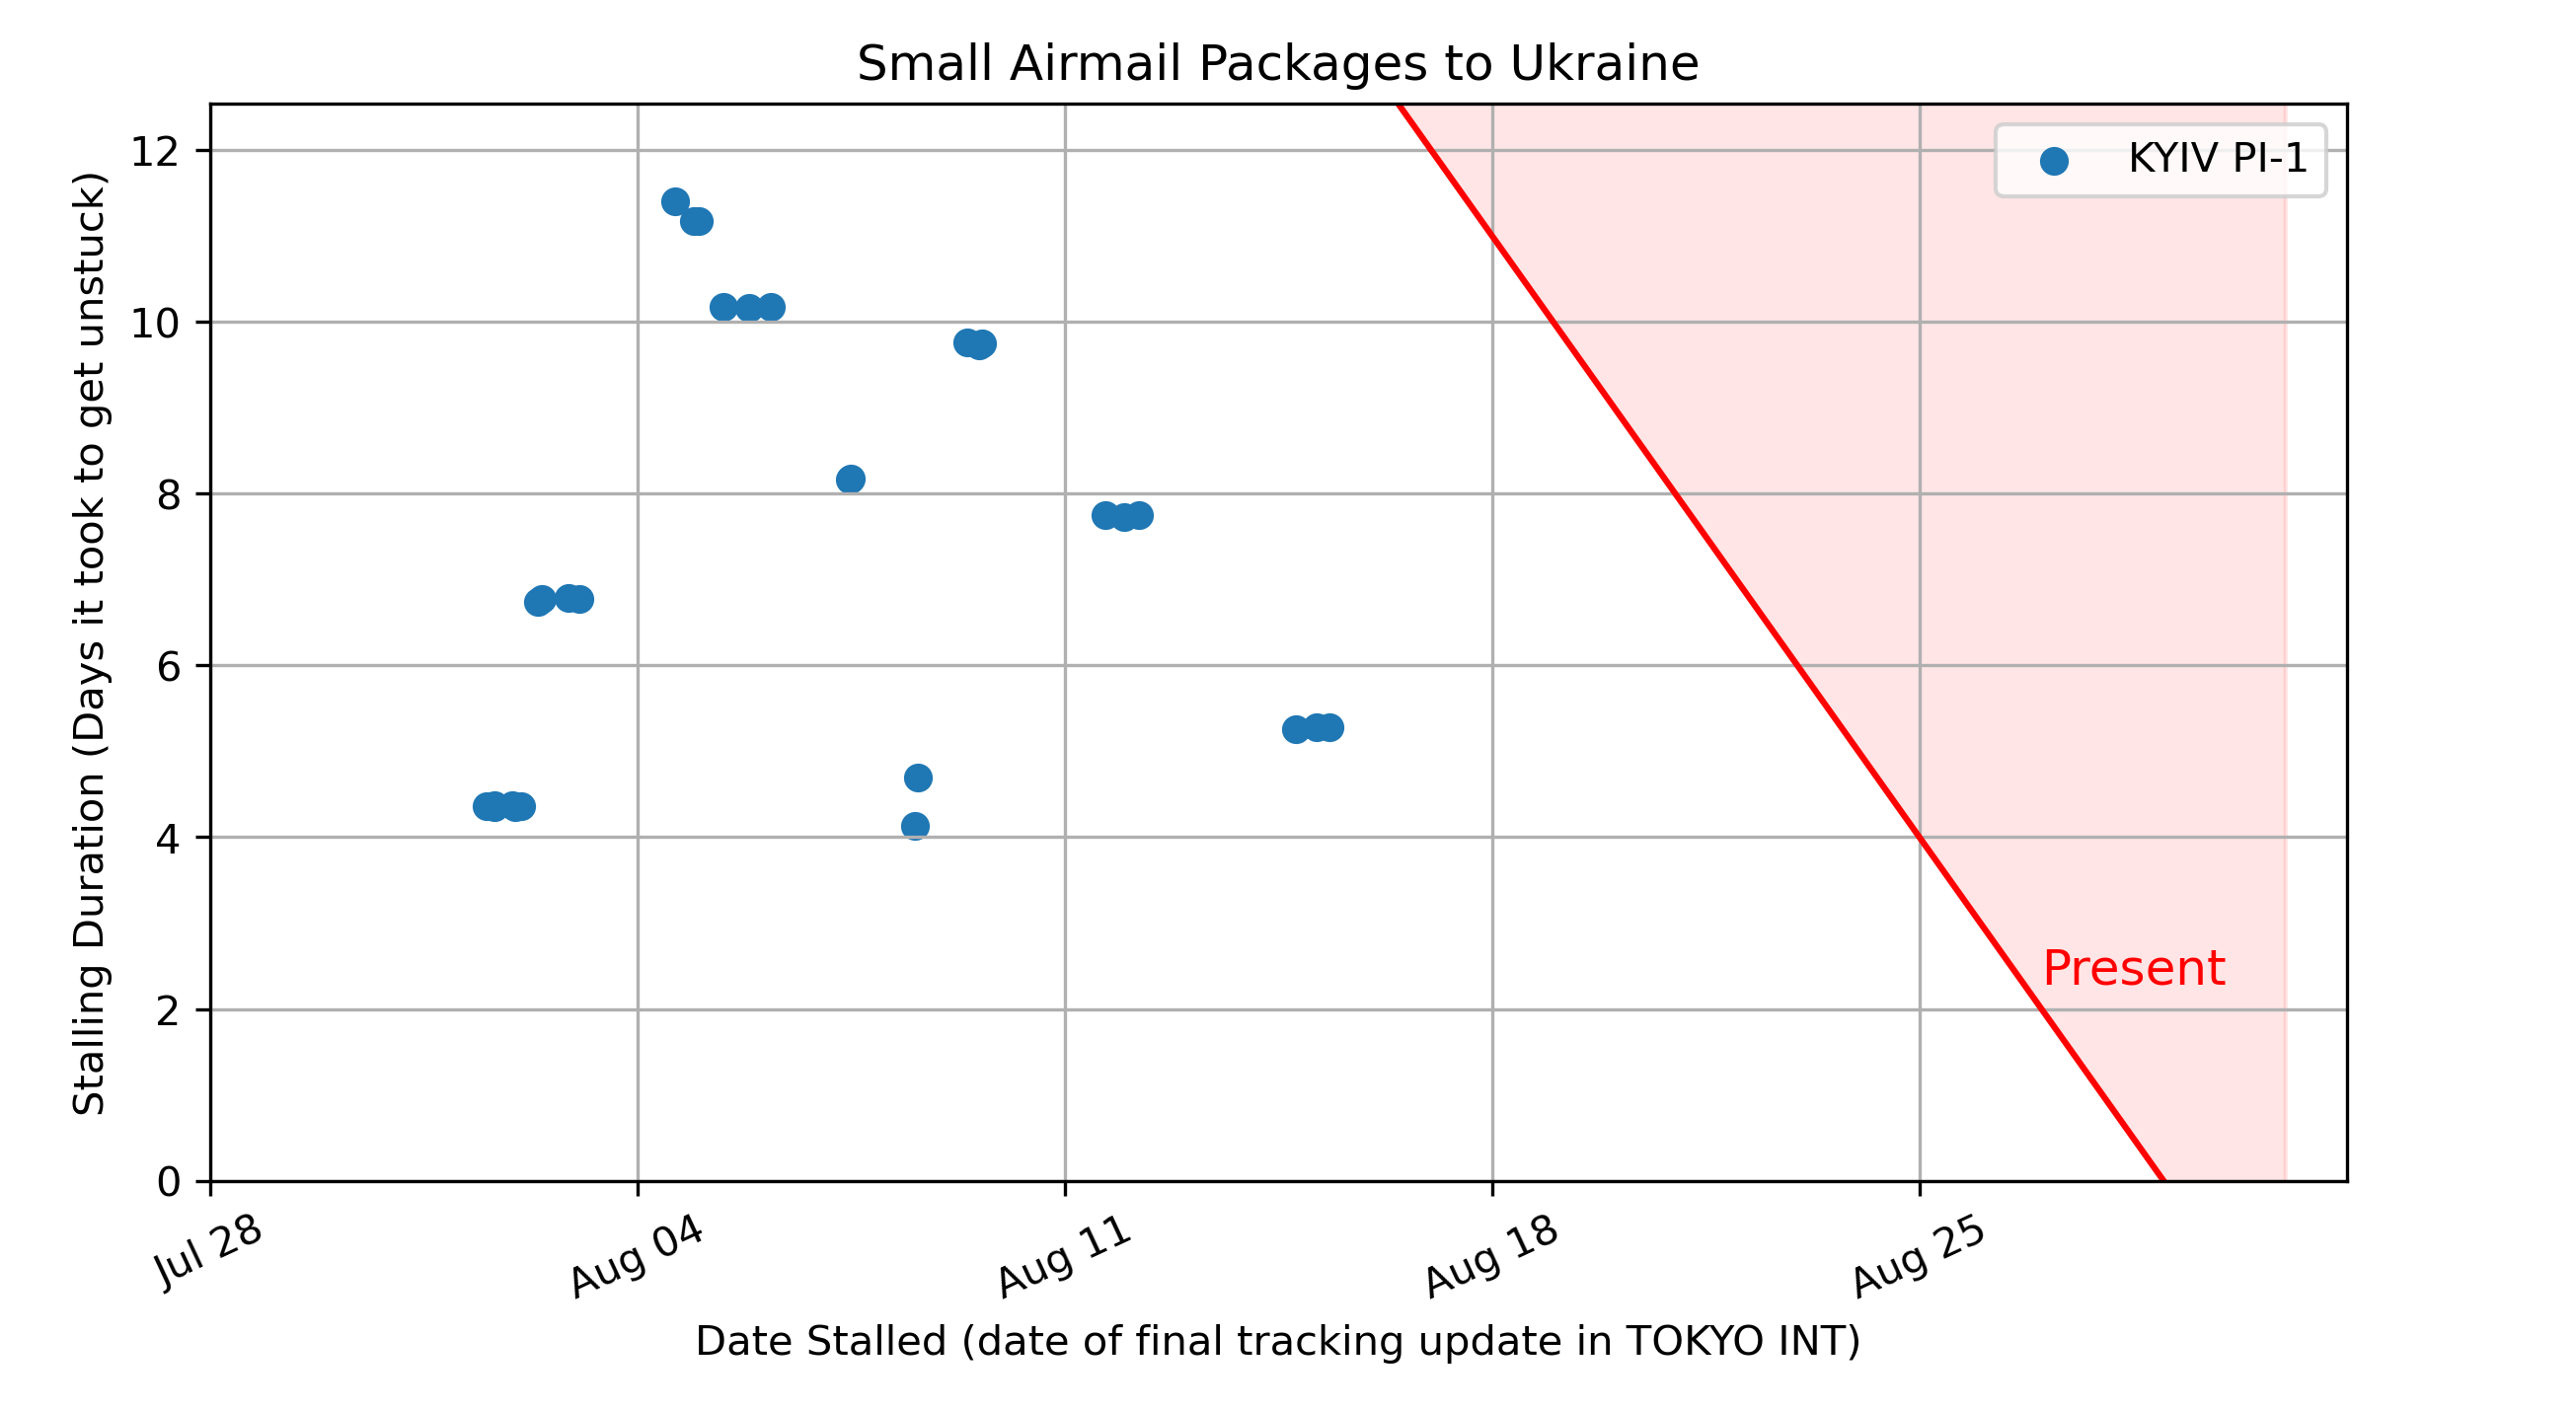 Small Airmail Packages to Ukraine
KYIV PI-1
Stalling Duration (Days it took to get unstuck)
12
10
8
6
4
2
0
Present
Jul 28
Aug 04
Aug 11
Aug 18
Aug 25
Date Stalled (date of final tracking update in TOKYO INT)